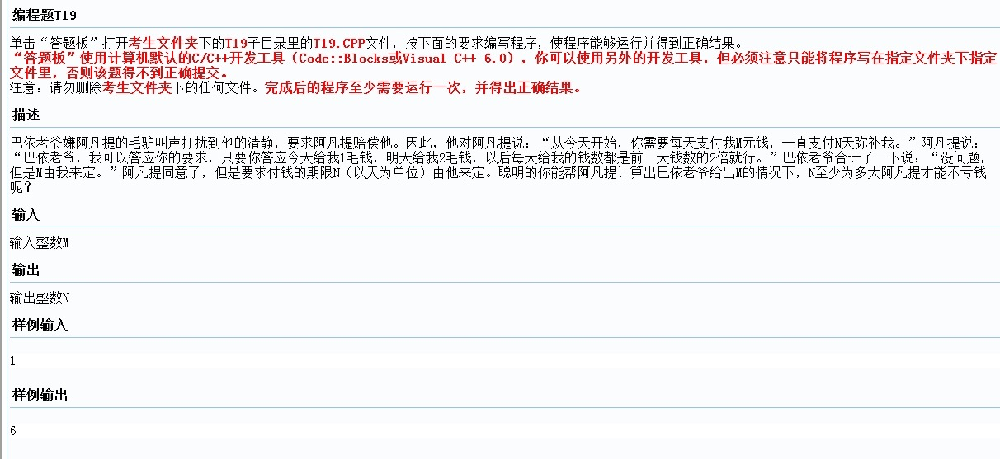 编程题T19
单击“答题板”打开考生文件夹下的T19子目录里的T19.CPP文件，按下面的要求编写程序，使程序能够运行并得到正确结果。
“答题板”使用计算机默认的C/C++开发工具（Code::Blocks或Visual C++ 6.0），你可以使用另外的开发工具，但必须注意只能将程序写在指定文件夹下指定
文件里，否则该题得不到正确提交。
注意：请勿删除考生文件夹下的任何文件。完成后的程序至少需要运行一次，并得出正确结果。
描述
巴依老爷嫌阿凡提的毛驴叫声打扰到他的清静，要求阿凡提赔偿他。因此，他对阿凡提说：“从今天开始，你需要每天支付我M元钱，一直支付N天弥补我。”阿凡提说：
“巴依老爷，我可以答应你的要求，只要你答应今天给我1毛钱，明天给我2毛钱，以后每天给我的钱数都是前一天钱数的2倍就行。”巴依老爷合计了一下说：“没问题，
但是M由我来定。”阿凡提同意了，但是要求付钱的期限N（以天为单位）由他来定。聪明的你能帮阿凡提计算出巴依老爷给出M的情况下，N至少为多大阿凡提才能不亏钱
呢？
输入
输入整数M
输出
输出整数N
样例输入
1
样例输出
6